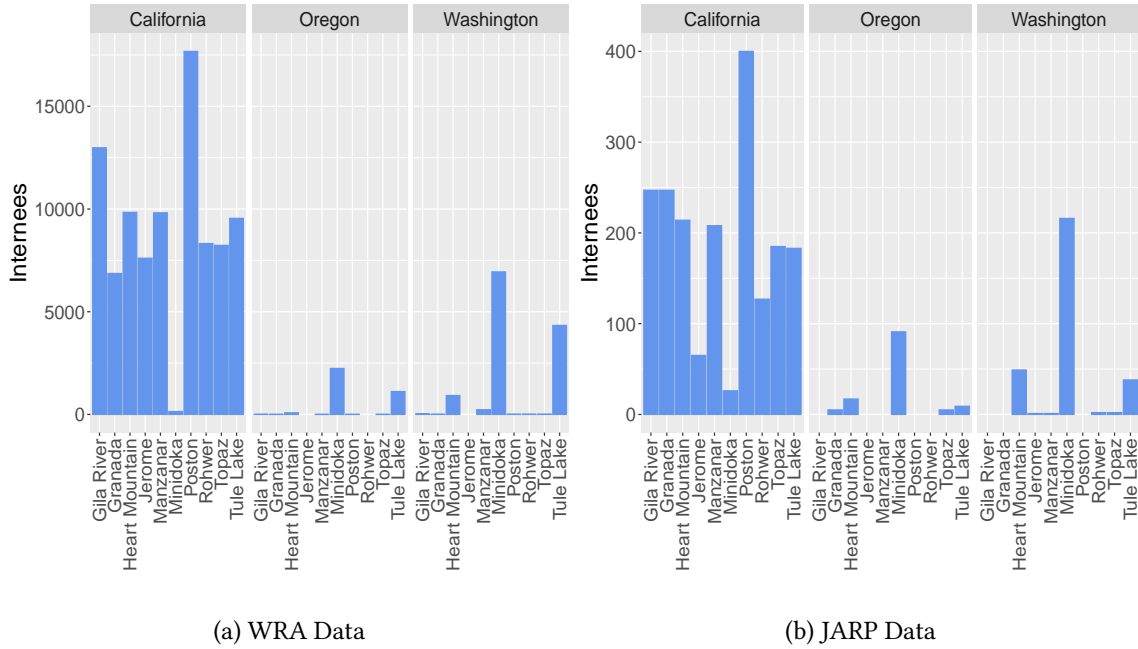 California Oregon Washington
15000
10000
5000
0
Internees
Gila River
Granada
Heart Mountain
Jerome
Manzanar
Minidoka
Poston
Rohwer
Topaz
Tule Lake
Gila River
Granada
Heart Mountain
Jerome
Manzanar
Minidoka
Poston
Rohwer
Topaz
Tule Lake
Gila River
Granada
Heart Mountain
Jerome
Manzanar
Minidoka
Poston
Rohwer
Topaz
Tule Lake
(a) WRA Data
California Oregon Washington
400
300
200
100
0
Internees
Gila River
Granada
Heart Mountain
Jerome
Manzanar
Minidoka
Poston
Rohwer
Topaz
Tule Lake
Gila River
Granada
Heart Mountain
Jerome
Manzanar
Minidoka
Poston
Rohwer
Topaz
Tule Lake
Gila River
Granada
Heart Mountain
Jerome
Manzanar
Minidoka
Poston
Rohwer
Topaz
Tule Lake
(b) JARP Data